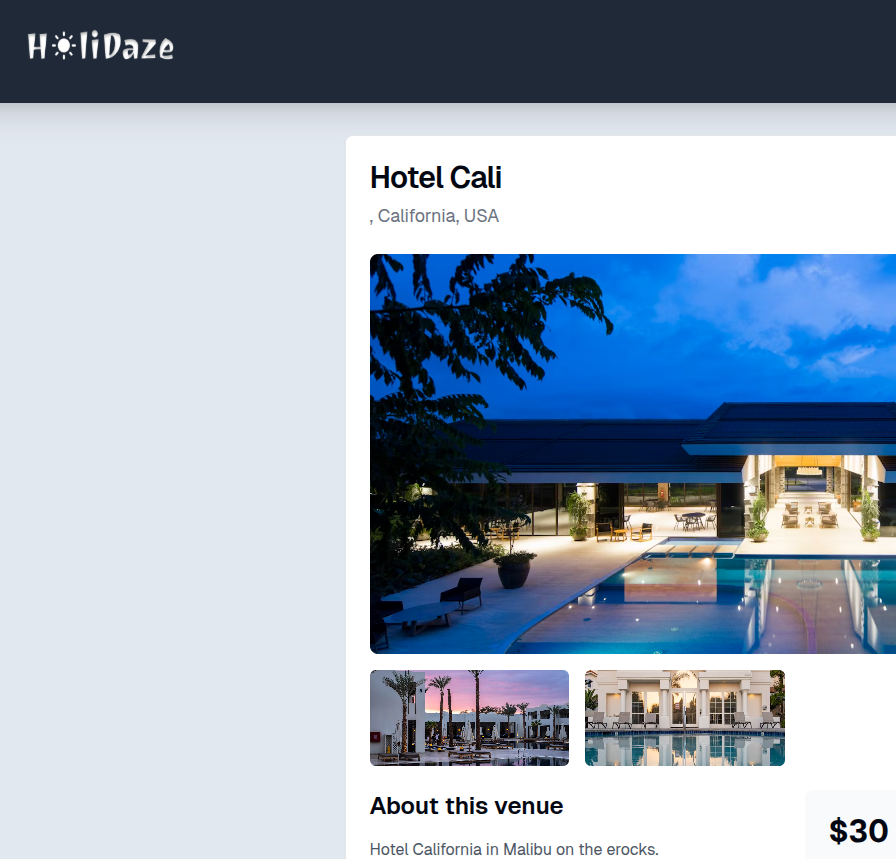 HoliDaze
Hotel Cali
, California, USA
About this venue
$30
Hotel California in Malibu on the erocks.